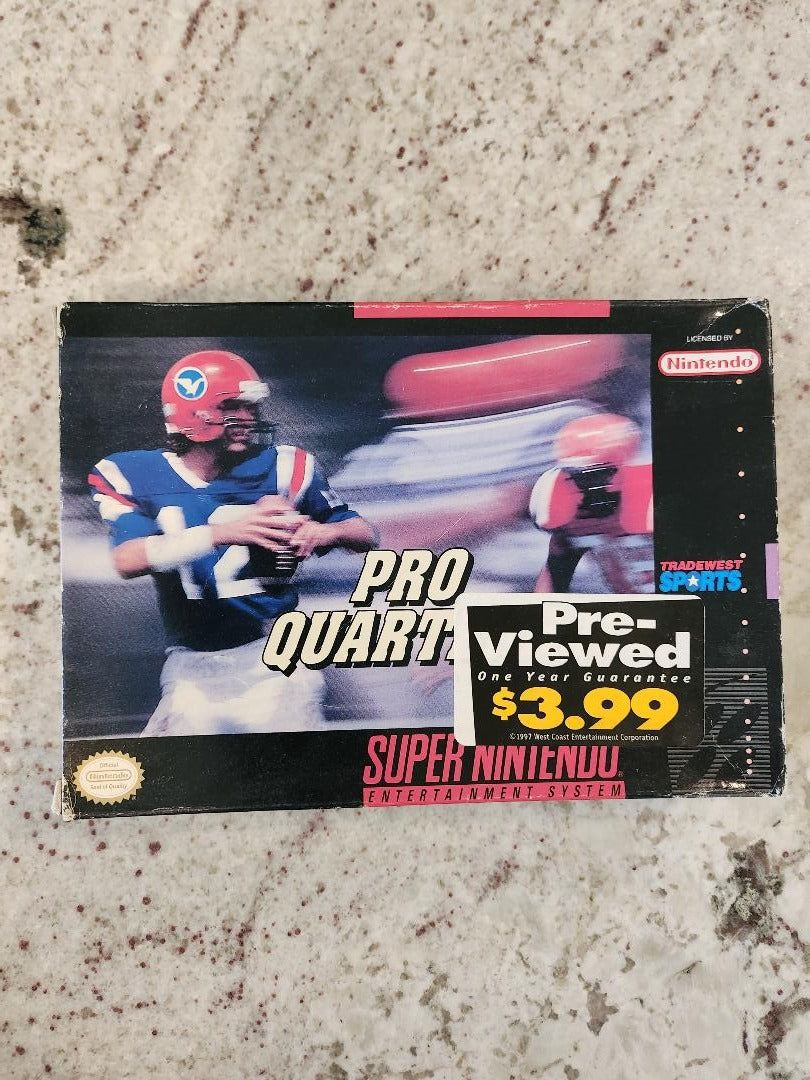 LICENSED BY
Nintendo®
12
PRO
QUART
TRADEWEST
SPORTS
Pre-
Viewed
One Year Guarantee
$3.99
©1997 West Coast Entertainment Corporation
Official
Nintendo
Seal of Quality
SUPER NINTENDO®
ENTERTAINMENT SYSTEM